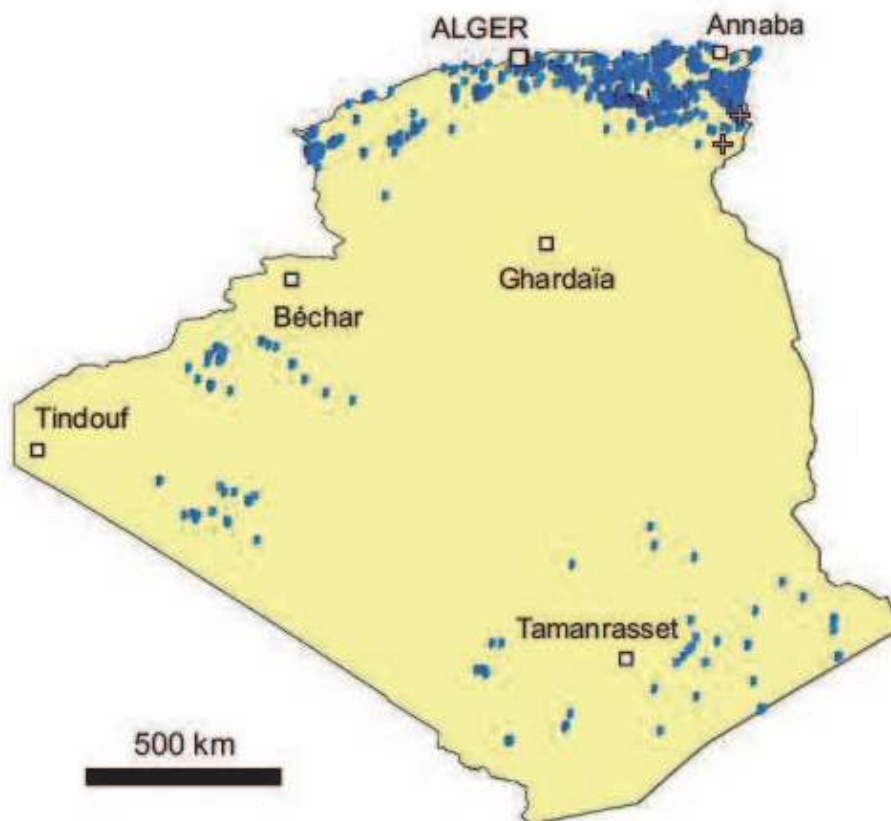 ALGER
Annaba
Ghardaïa
Béchar
Tindouf
Tamanrasset
500 km